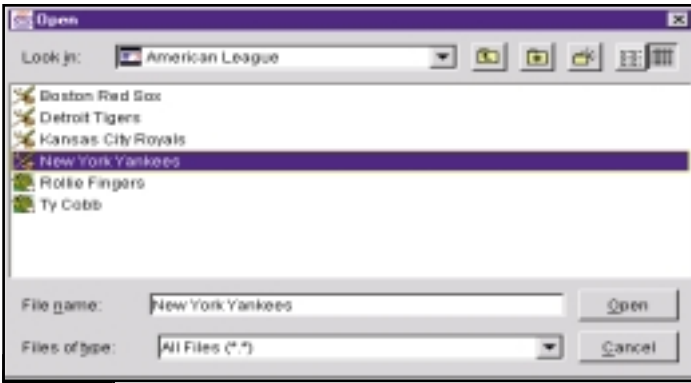 Open
Look in: American League
Boston Red Sox
Detroit Tigers
Kansas City Royals
New York Yankees
Rollie Fingers
Ty Cobb
File name: New York Yankees Open
Files of type: All Files (*.*) Cancel